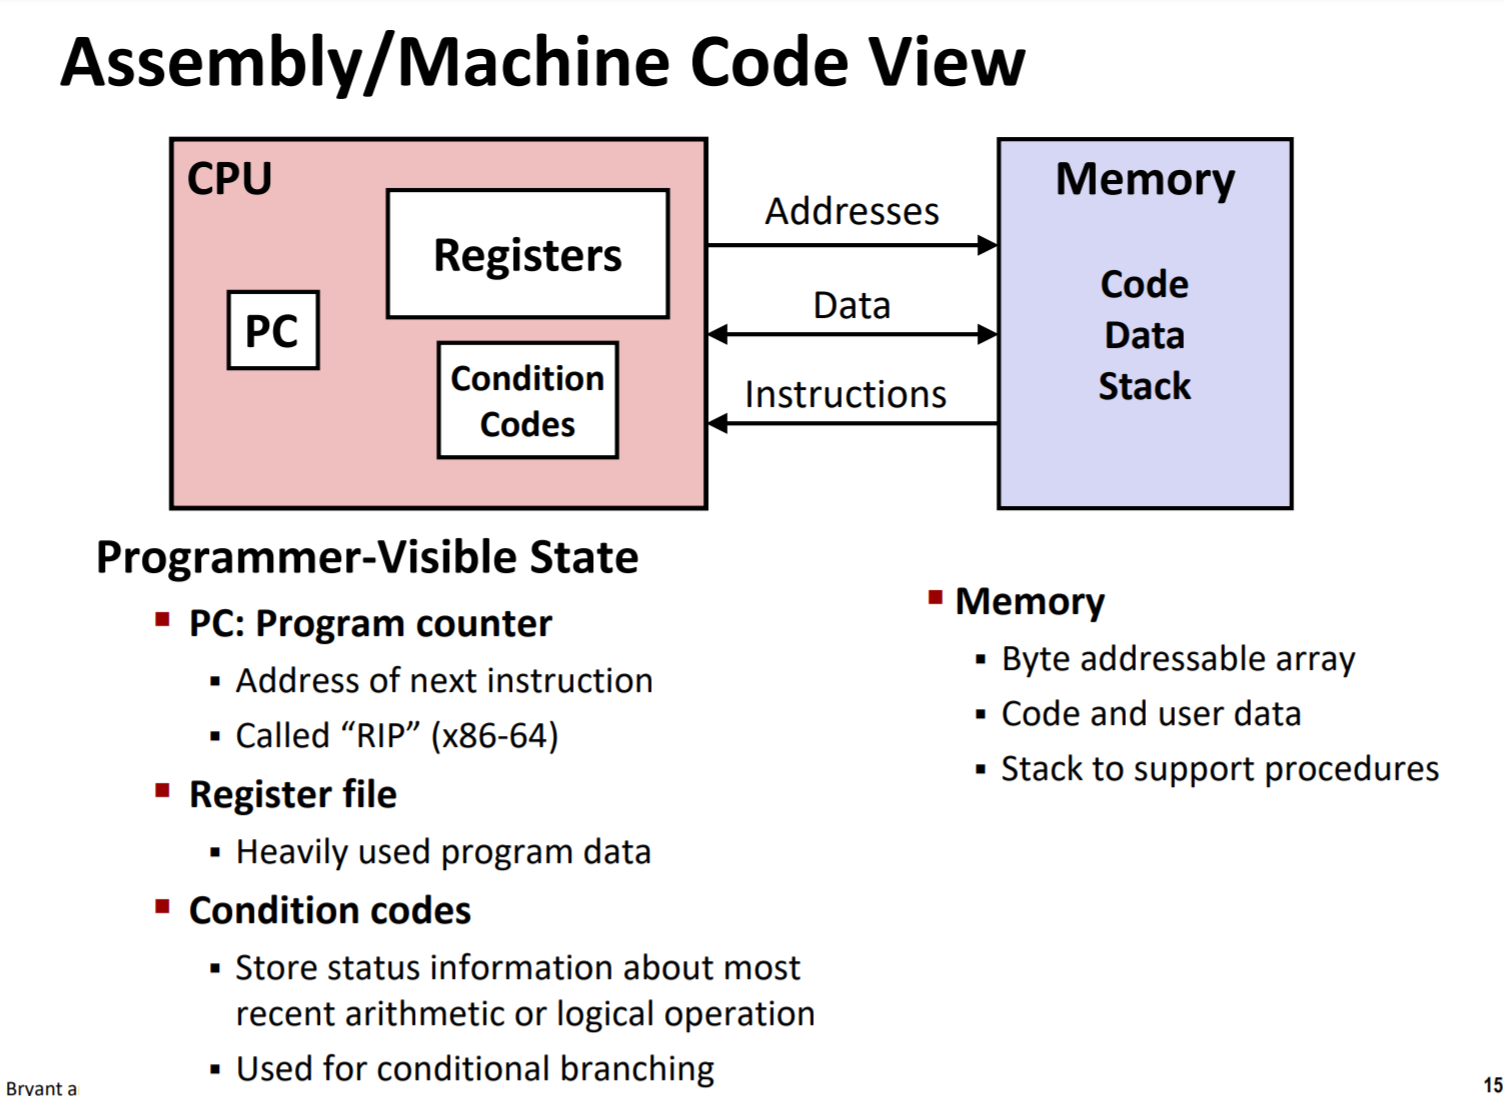 Assembly/Machine Code View
CPU
Registers
PC
Condition
Codes
Addresses
Data
Instructions
Memory
Code
Data
Stack
Programmer-Visible State
▪ PC: Program counter
▪ Address of next instruction
▪ Called “RIP” (x86-64)
▪ Register file
▪ Heavily used program data
▪ Condition codes
▪ Store status information about most
recent arithmetic or logical operation
▪ Used for conditional branching
▪ Memory
▪ Byte addressable array
▪ Code and user data
▪ Stack to support procedures
Bryant a
15